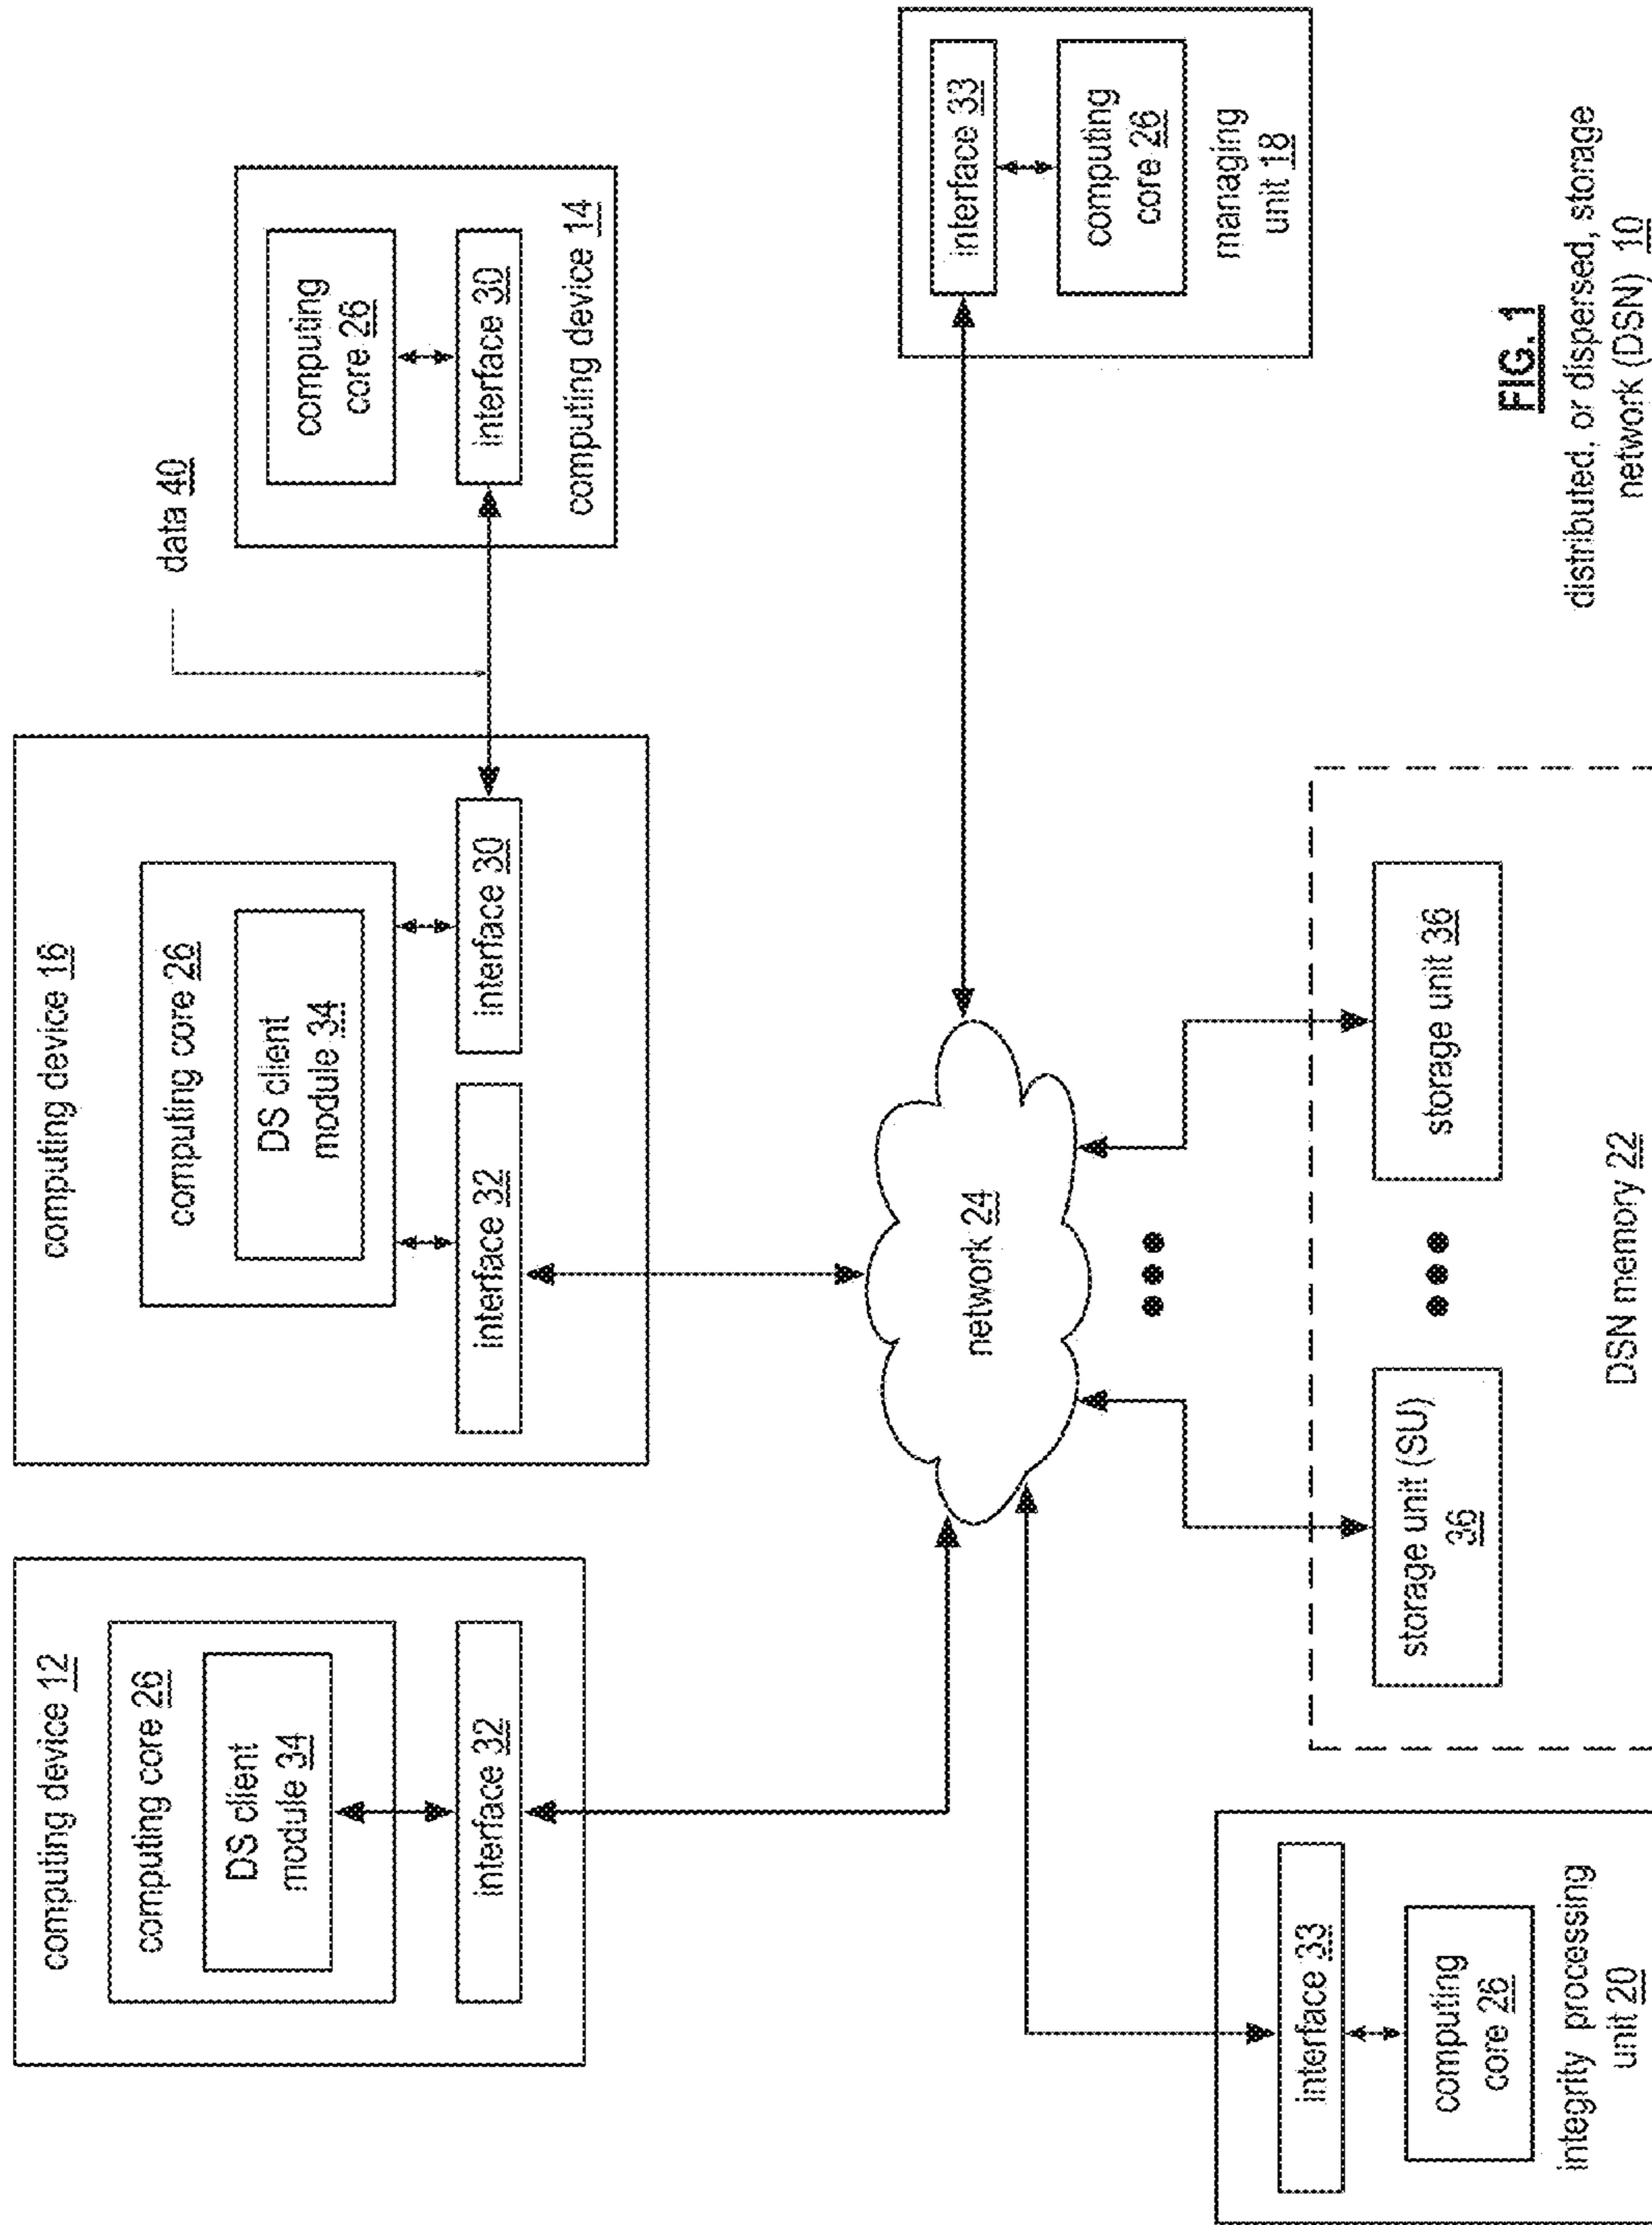 computing device 12
computing core 26
DS client
module 34
interface 32
computing device 16
computing core 26
DS client
module 34
interface 32
interface 30
data 40
computing
core 26
interface 30
computing device 14
network 24
interface 33
computing
core 26
managing
unit 18
interface 33
computing
core 26
integrity processing
unit 20
storage unit (SU)
36
storage unit 36
DSN memory 22
FIG. 1
distributed, or dispersed, storage
network (DSN) 10